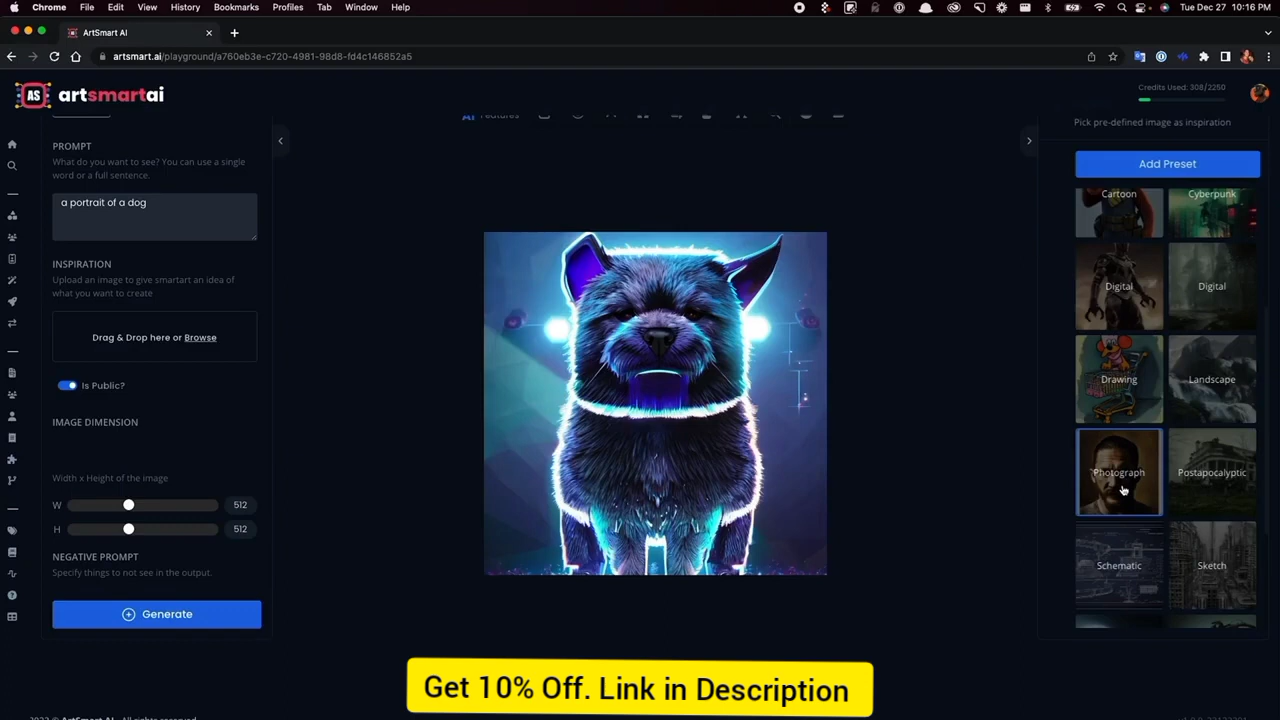 Chrome File Edit View History Bookmarks Profiles Tab Window Help Tue Dec 27 10:16 PM
ArtSmart AI
artsmart.ai/playground/a760eb3e-c720-4981-98d8-fd4c146852a5
AS artsmartai
Credits Used: 308/2250
AI Features
Pick pre-defined image as inspiration
PROMPT
What do you want to see? You can use a single
word or a full sentence.
Add Preset
a portrait of a dog
Cartoon Cyberpunk
INSPIRATION
Upload an image to give smartart an idea of
what you want to create
Digital Digital
Drag & Drop here or Browse
Is Public?
Drawing Landscape
IMAGE DIMENSION
Width x Height of the image
Photograph Postapocalyptic
W 512
H 512
NEGATIVE PROMPT
Specify things to not see in the output.
Schematic Sketch
Generate
Get 10% Off. Link in Description